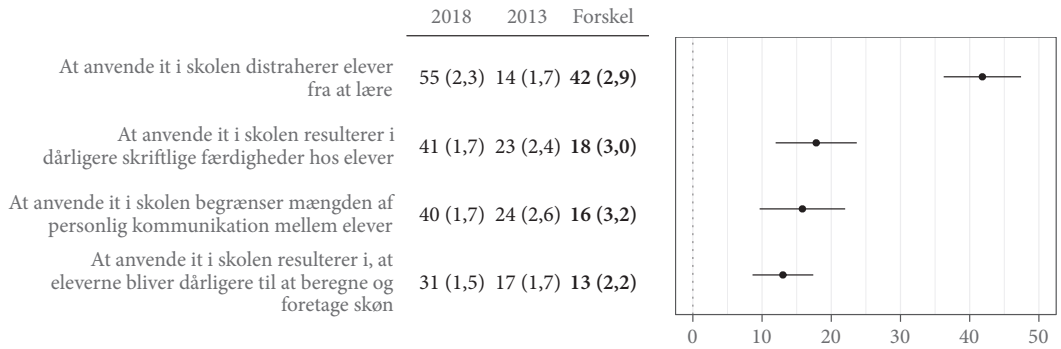 2018 2013 Forskel
At anvende it i skolen distraherer elever
fra at lære
55 (2,3) 14 (1,7) 42 (2,9)
At anvende it i skolen resulterer i
dårligere skriftlige færdigheder hos elever
41 (1,7) 23 (2,4) 18 (3,0)
At anvende it i skolen begrænser mængden af
personlig kommunikation mellem elever
40 (1,7) 24 (2,6) 16 (3,2)
At anvende it i skolen resulterer i, at
eleverne bliver dårligere til at beregne og
foretage skøn
31 (1,5) 17 (1,7) 13 (2,2)
0 10 20 30 40 50